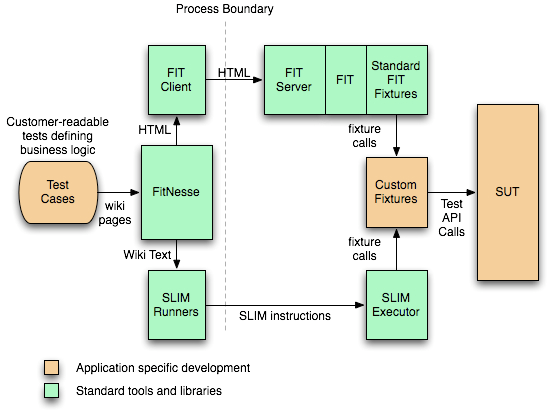 Process Boundary
FIT
Client
HTML
FIT
Server
FIT
Standard
FIT
Fixtures
Customer-readable
tests defining
business logic
HTML
fixture
calls
Test
Cases
wiki
pages
FitNesse
Custom
Fixtures
Test
API
Calls
SUT
Wiki Text
fixture
calls
SLIM
Runners
SLIM instructions
SLIM
Executor
Application specific development
Standard tools and libraries